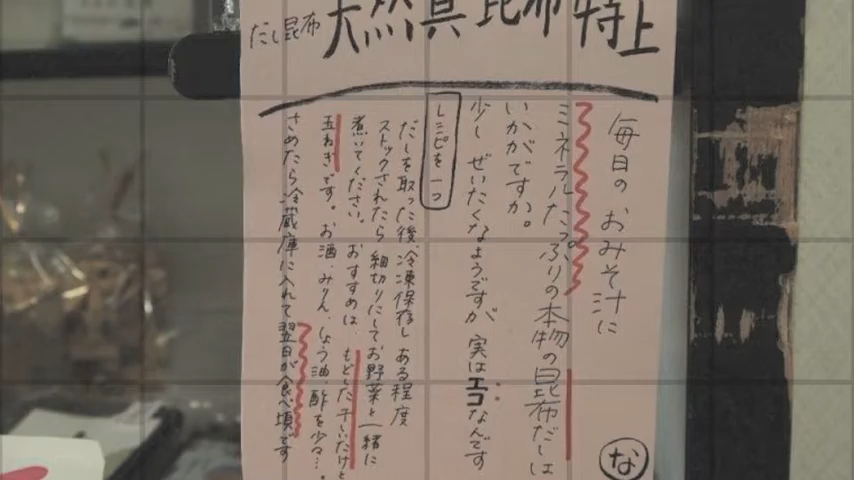 天然真昆布特上
だし昆布
毎日のおみそ汁に
ミネラルたっぷりの本物の昆布だしは
いかがですか。
少しぜいたくなようですが 実はエコなんです
レシピを一つ
だしを取った後、冷凍保存し ある程度
ストックされたら 細切りにしてお野菜と一緒に
煮いてください。 おすすめは、もどした干しいたけと
五ねぎです。 お酒、みりん、しょう油、酢を少々…。
さめたら冷蔵庫に入れて翌日が食べ頃です
な